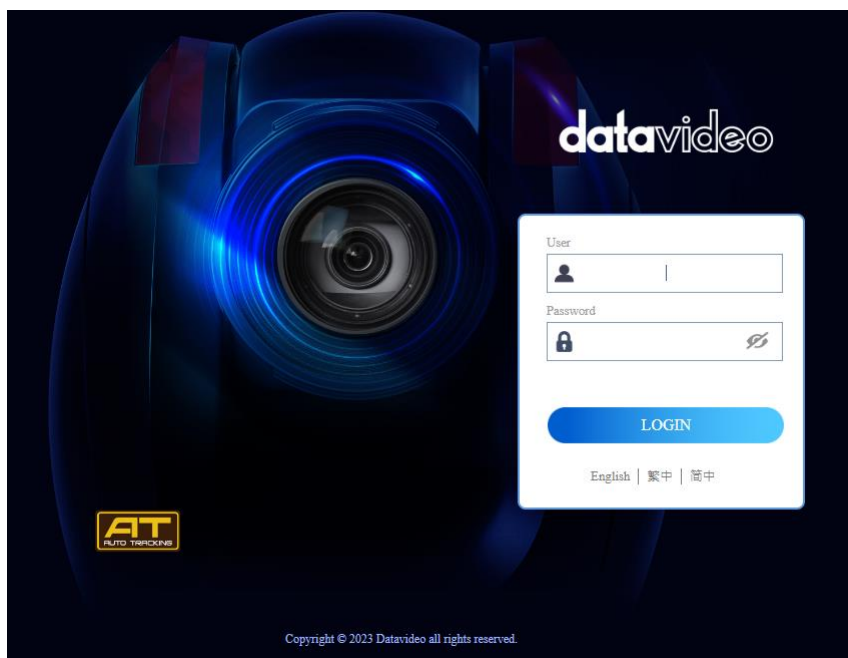 datavideo
User
Password
LOGIN
English | 繁中 | 简中
AT
AUTO TRACKING
Copyright © 2023 Datavideo all rights reserved.